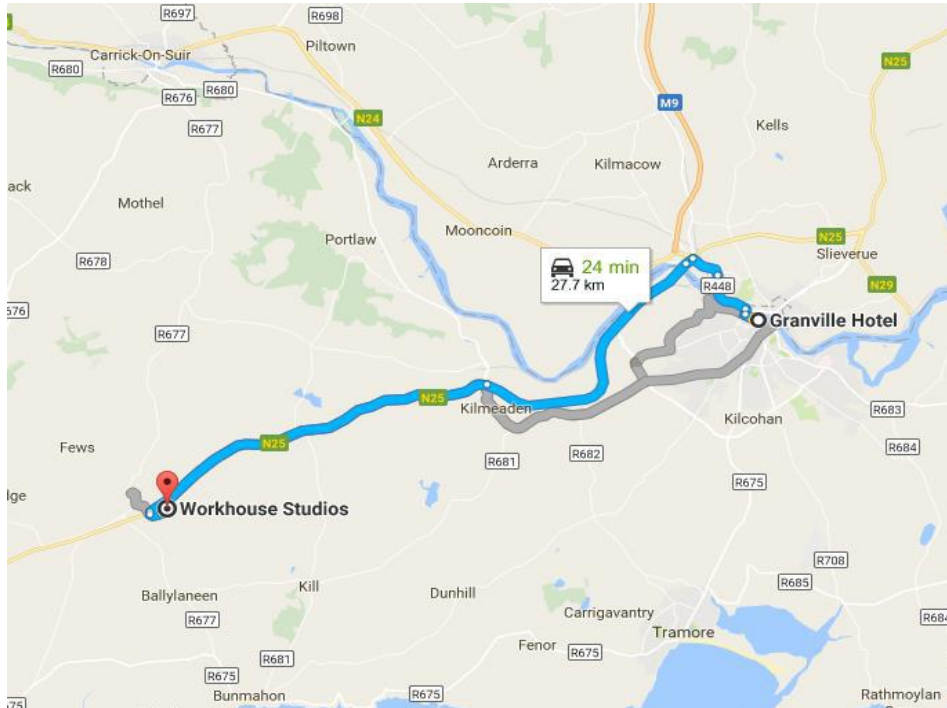 R697
R698
Piltown
Carrick-On-Suir
N25
R680
R676
R680
M9
N24
R677
Kells
Arderra
Kilmacow
ack
Mothel
Mooncoin
Portlaw
N25
Slieverue
R678
24 min
27.7 km
R448
N29
R676
Granville Hotel
R677
N25
Kilmeaden
R683
Kilcohan
N25
Fews
R682
R684
R681
R675
dge
Workhouse Studios
R708
Kill
Dunhill
R685
Ballylaneen
Carrigavantry
R677
R684
Tramore
Fenor
R675
R681
R675
Bunmahon
R675
Rathmoylan